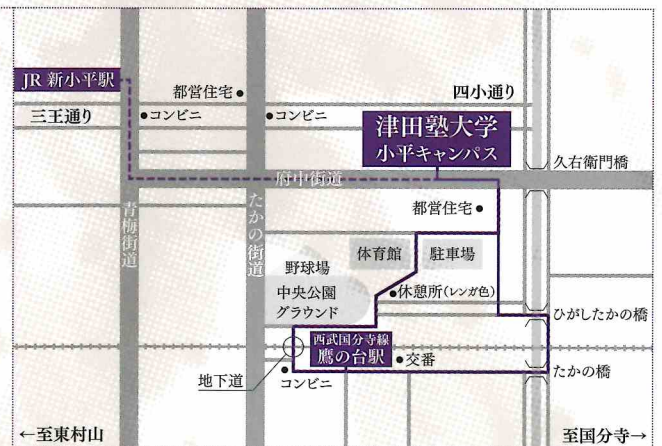 JR 新小平駅
都営住宅
四小通り
三王通り
コンビニ
コンビニ
津田塾大学
小平キャンパス
久右衛門橋
府中街道
青梅街道
たかの街道
都営住宅
体育館
駐車場
野球場
中央公園
グラウンド
休憩所(レンガ色)
ひがしたかの橋
西武国分寺線
鷹の台駅
交番
たかの橋
地下道
コンビニ
←至東村山
至国分寺→